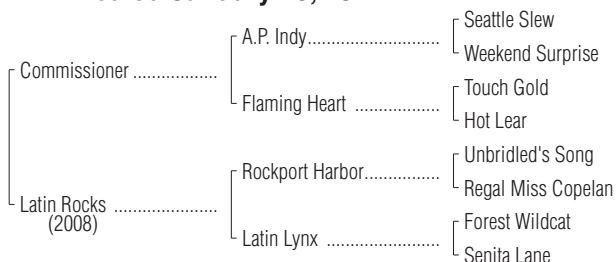 Seattle Slew
A.P. Indy
Weekend Surprise
Commissioner
Touch Gold
Flaming Heart
Hot Lear
Unbridled's Song
Rockport Harbor
Regal Miss Copelan
Latin Rocks
(2008)
Forest Wildcat
Latin Lynx
Senita Lane